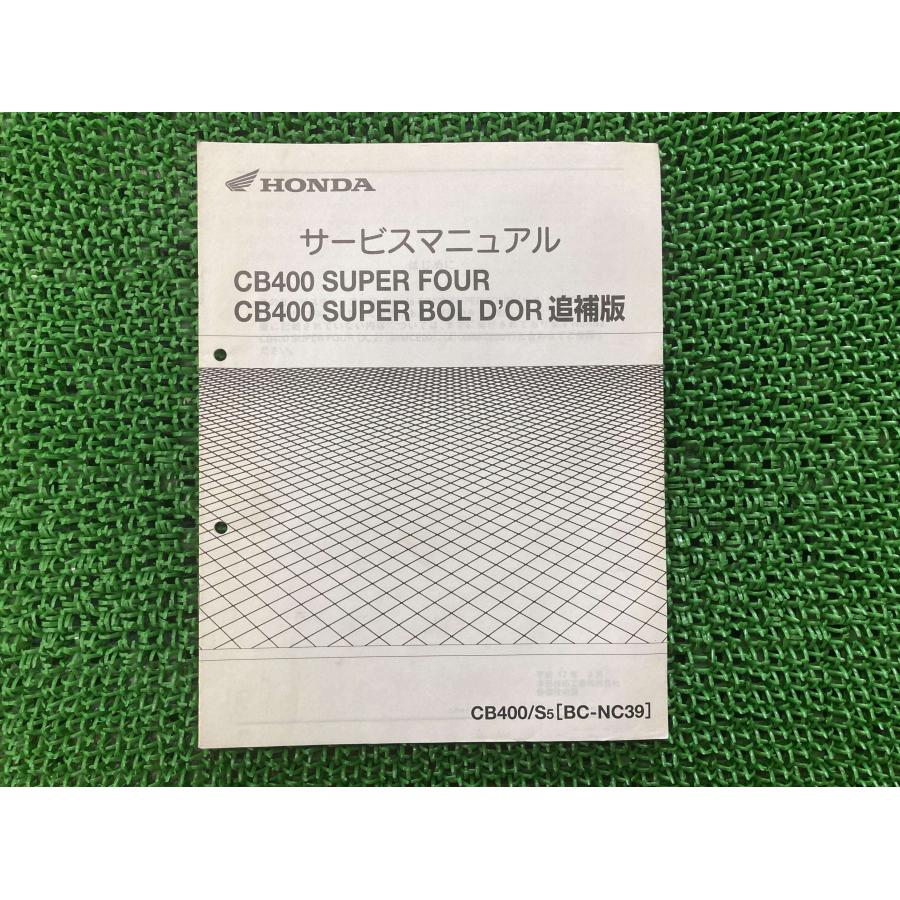 HONDA
サービスマニュアル
CB400 SUPER FOUR
CB400 SUPER BOL D'OR 追補版
CB400/S5[BC-NC39]